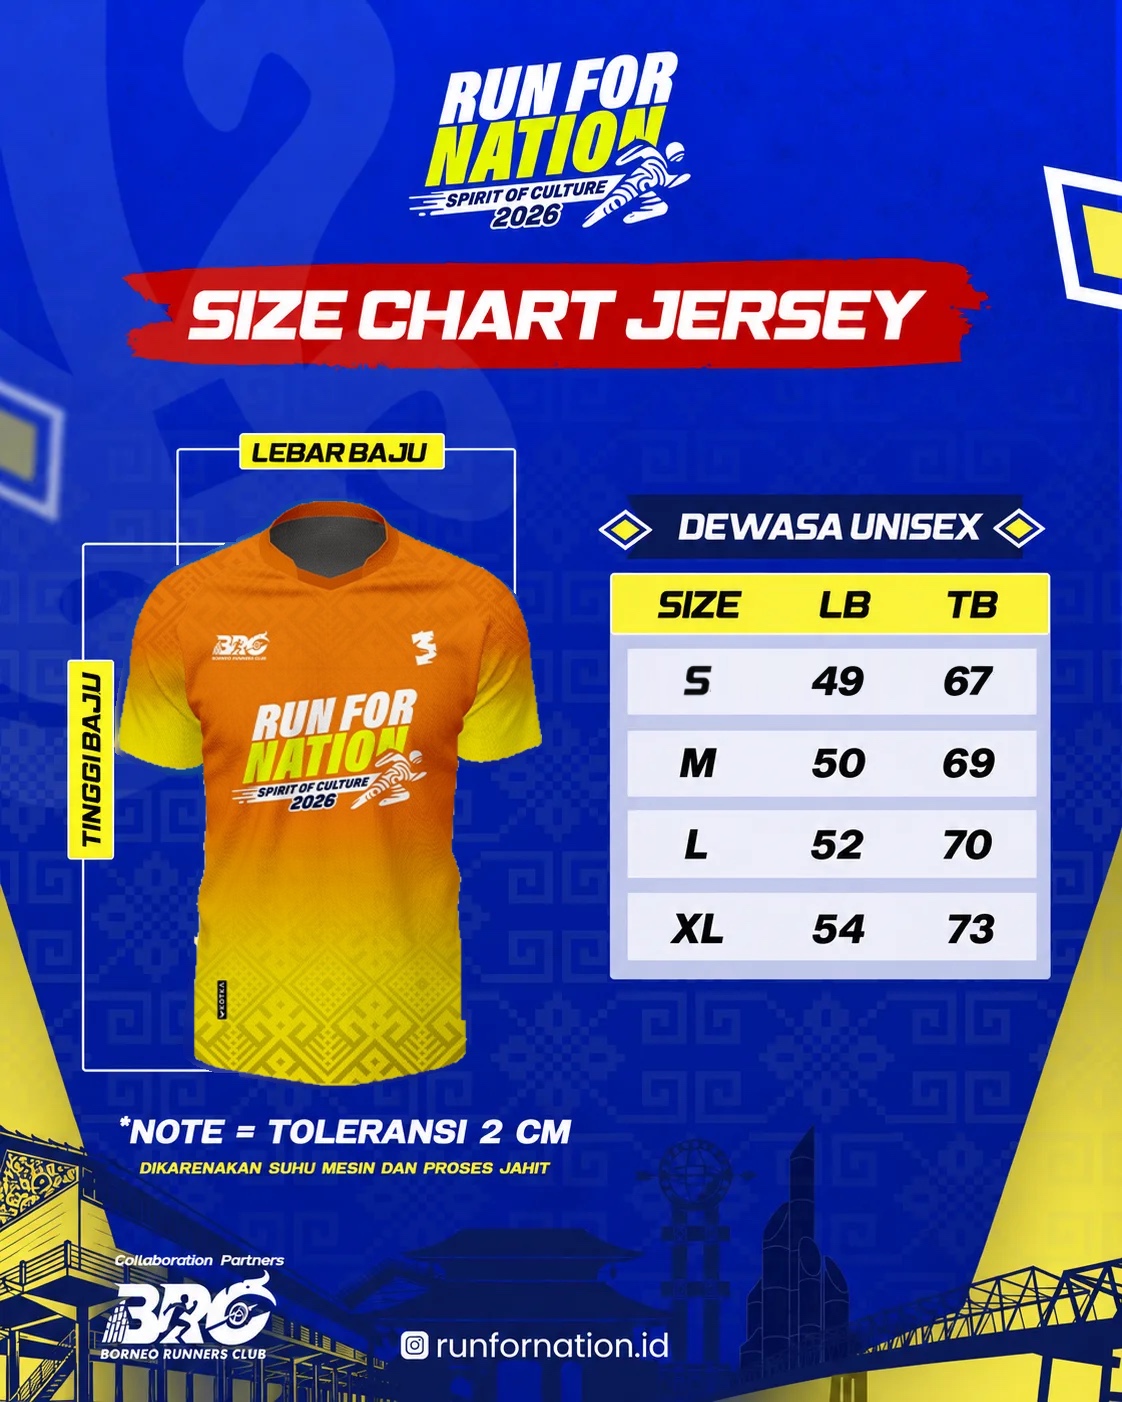 RUN FOR
NATION
SPIRIT OF CULTURE
2026
SIZE CHART JERSEY
LEBAR BAJU
TINGGI BAJU
BRC
BORNEO RUNNERS CLUB
RUN FOR
NATION
SPIRIT OF CULTURE
2026
KOTKA
DEWASA UNISEX
SIZE LB TB
S 49 67
M 50 69
L 52 70
XL 54 73
*NOTE = TOLERANSI 2 CM
DIKARENAKAN SUHU MESIN DAN PROSES JAHIT
Collaboration Partners
BRC
BORNEO RUNNERS CLUB
runfornation.id